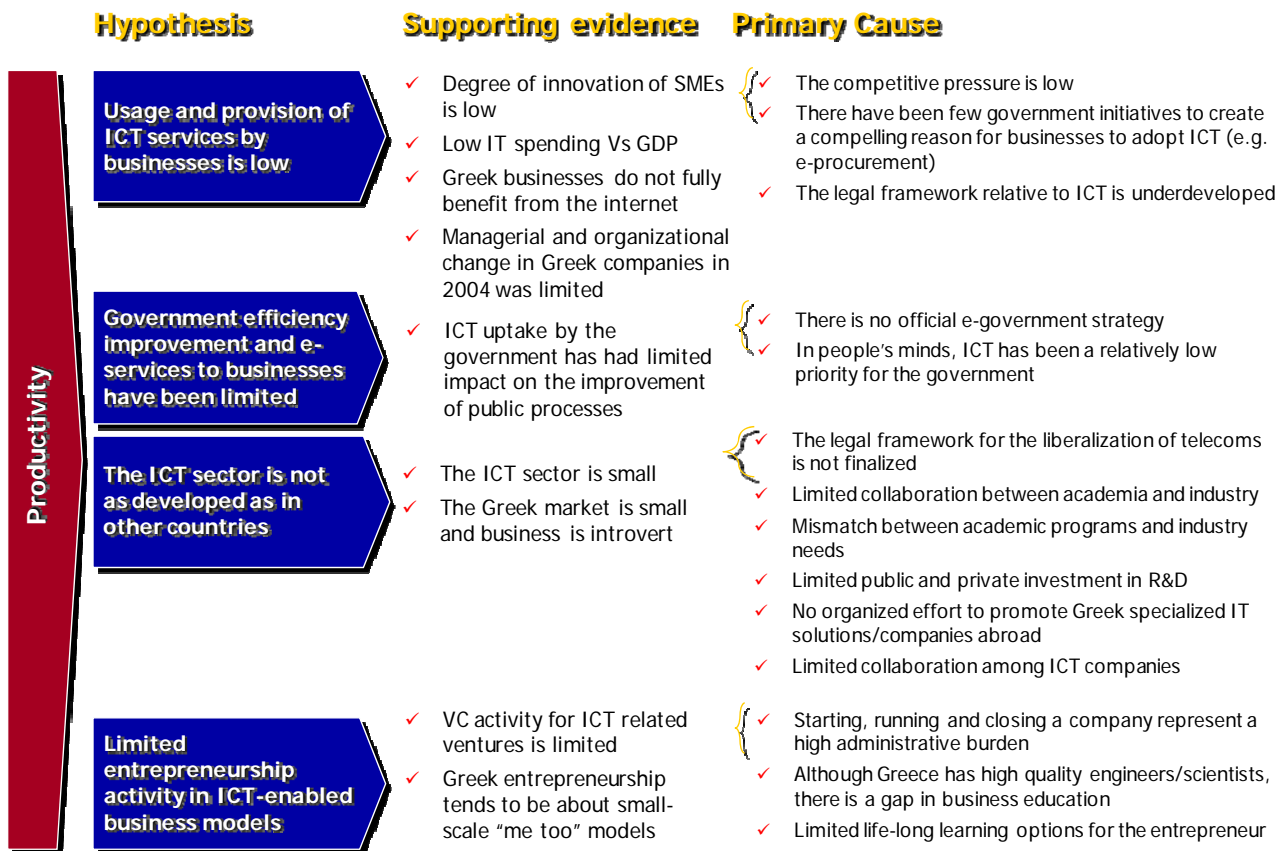 Hypothesis
Supporting evidence
Primary Cause
Productivity
Usage and provision of
ICT services by
businesses is low
✓ Degree of innovation of SMEs
is low
✓ Low IT spending Vs GDP
✓ Greek businesses do not fully
benefit from the internet
✓ Managerial and organizational
change in Greek companies in
2004 was limited
✓ The competitive pressure is low
✓ There have been few government initiatives to create
a compelling reason for businesses to adopt ICT (e.g.
e-procurement)
✓ The legal framework relative to ICT is underdeveloped
Government efficiency
improvement and e-
services to businesses
have been limited
✓ ICT uptake by the
government has had limited
impact on the improvement
of public processes
✓ There is no official e-government strategy
✓ In people's minds, ICT has been a relatively low
priority for the government
The ICT sector is not
as developed as in
other countries
✓ The ICT sector is small
✓ The Greek market is small
and business is introvert
✓ The legal framework for the liberalization of telecoms
is not finalized
✓ Limited collaboration between academia and industry
✓ Mismatch between academic programs and industry
needs
✓ Limited public and private investment in R&D
✓ No organized effort to promote Greek specialized IT
solutions/companies abroad
✓ Limited collaboration among ICT companies
Limited
entrepreneurship
activity in ICT-enabled
business models
✓ VC activity for ICT related
ventures is limited
✓ Greek entrepreneurship
tends to be about small-
scale "me too" models
✓ Starting, running and closing a company represent a
high administrative burden
✓ Although Greece has high quality engineers/scientists,
there is a gap in business education
✓ Limited life-long learning options for the entrepreneur